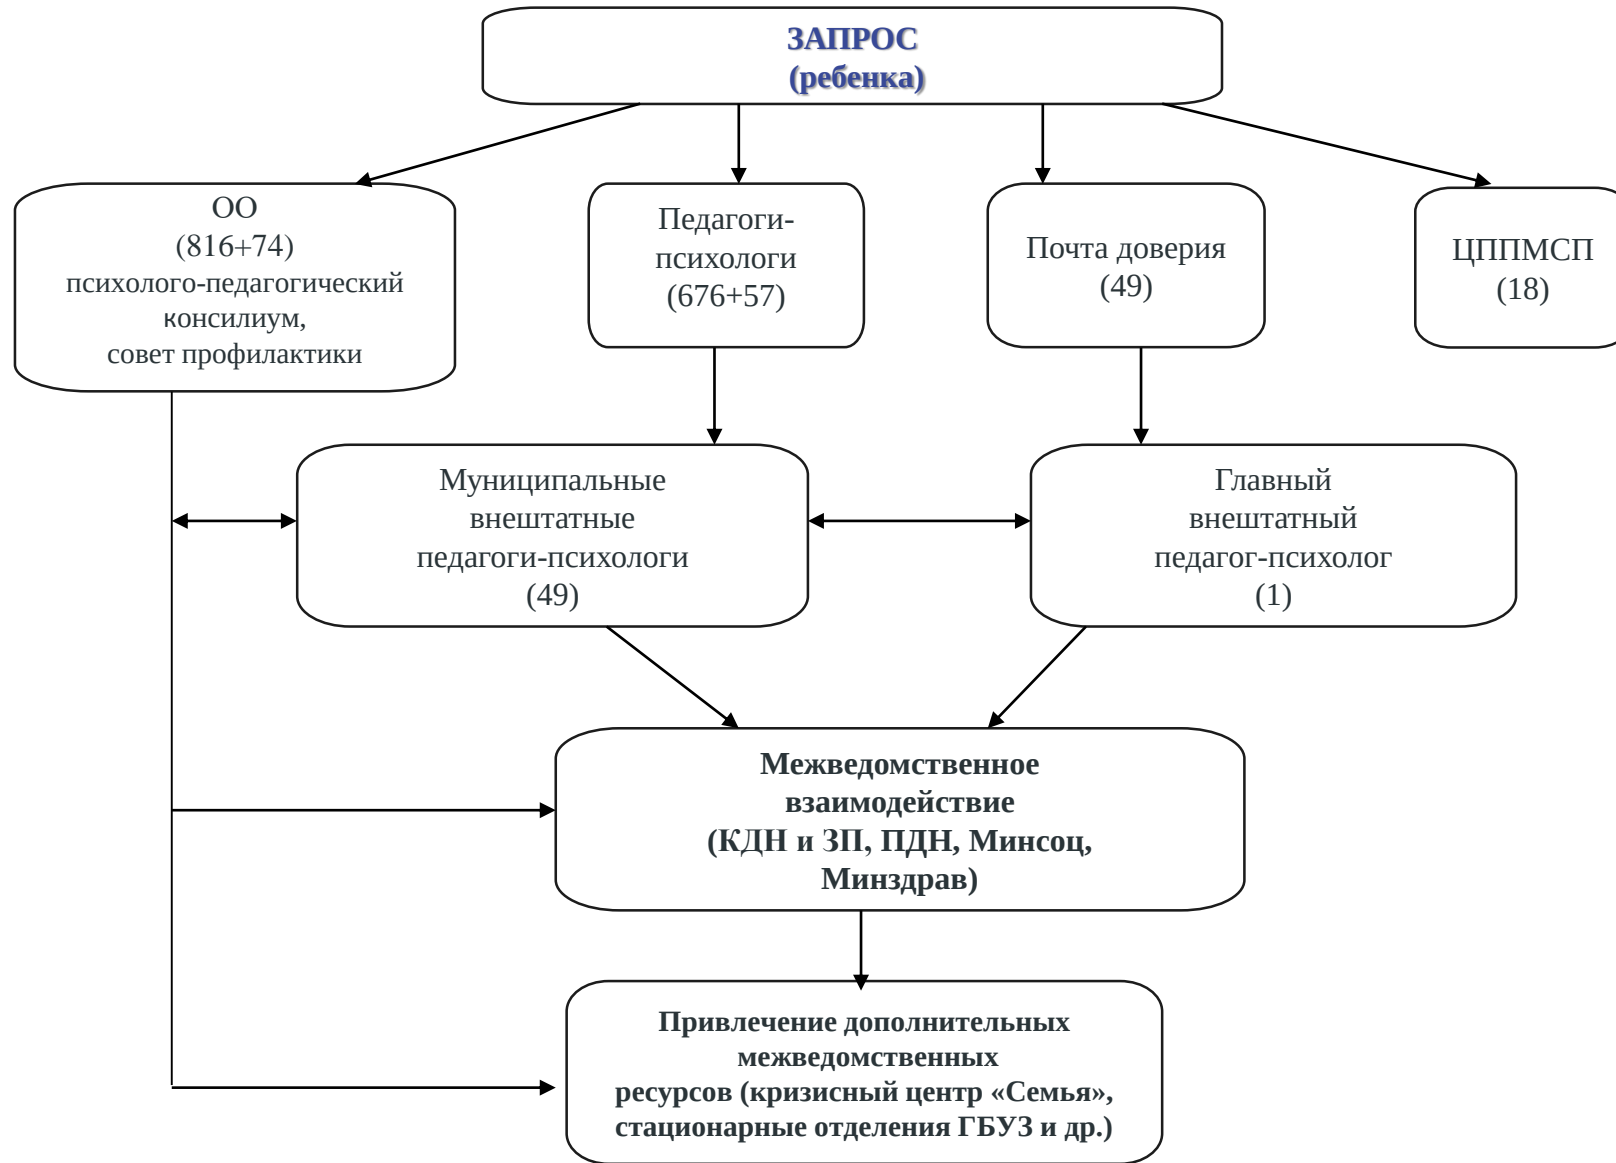 ЗАПРОС
(ребенка)
ОО
(816+74)
психолого-педагогический
консилиум,
совет профилактики
Педагоги-
психологи
(676+57)
Почта доверия
(49)
ЦППМСП
(18)
Муниципальные
внештатные
педагоги-психологи
(49)
Главный
внештатный
педагог-психолог
(1)
Межведомственное
взаимодействие
(КДН и ЗП, ПДН, Минсоц,
Минздрав)
Привлечение дополнительных
межведомственных
ресурсов (кризисный центр «Семья»,
стационарные отделения ГБУЗ и др.)